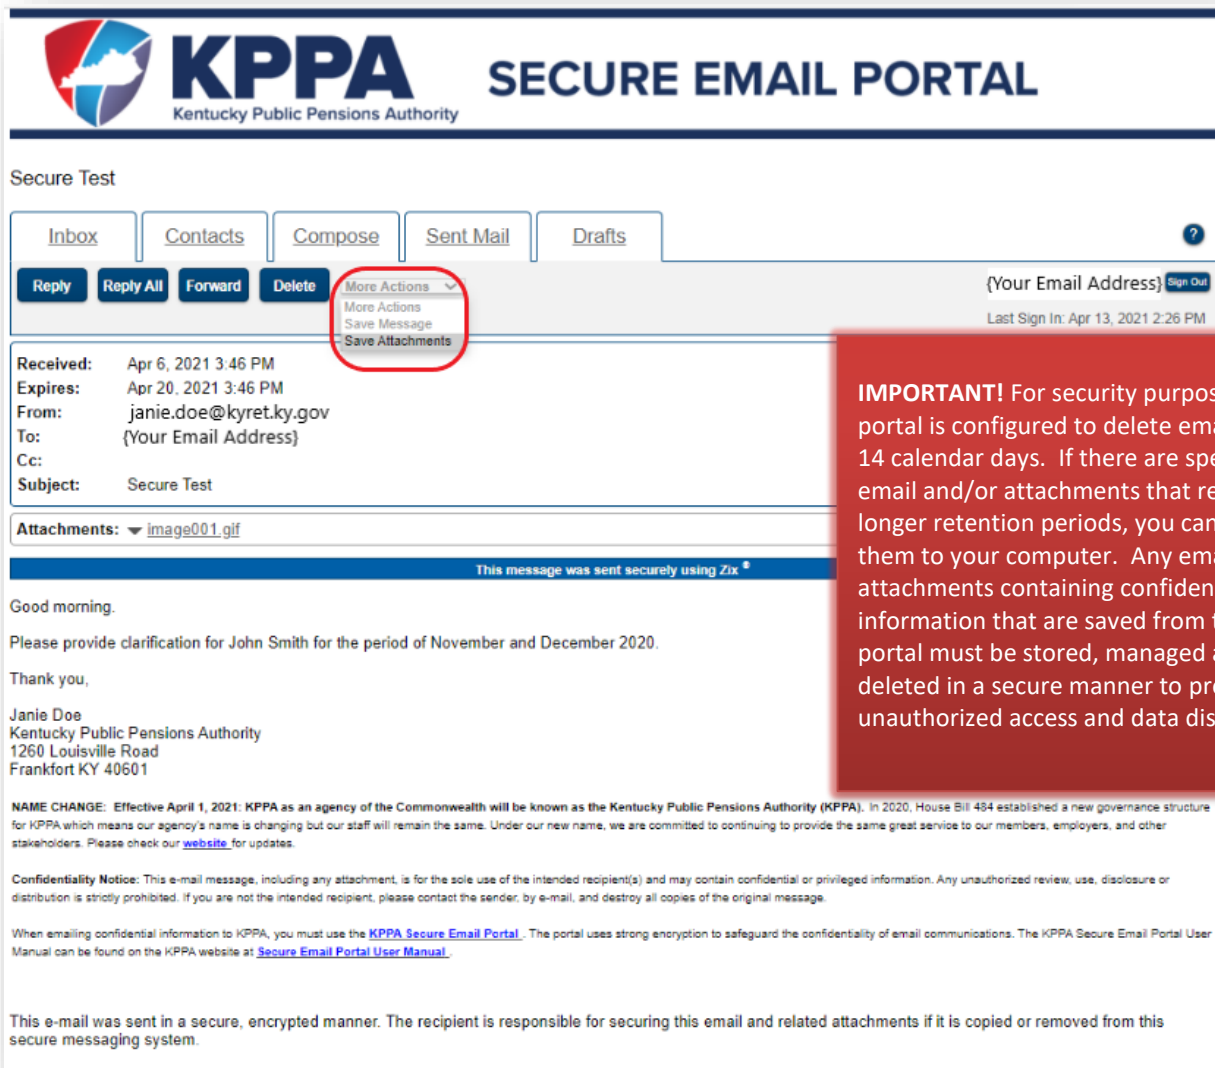 KPPA
Kentucky Public Pensions Authority
SECURE EMAIL PORTAL
Secure Test
Inbox
Contacts
Compose
Sent Mail
Drafts
?
Reply
Reply All
Forward
Delete
More Actions
More Actions
Save Message
Save Attachments
{Your Email Address}
Sign Out
Last Sign In: Apr 13, 2021 2:26 PM
Received: Apr 6, 2021 3:46 PM
Expires: Apr 20, 2021 3:46 PM
From: janie.doe@kyret.ky.gov
To: {Your Email Address}
Cc:
Subject: Secure Test
Attachments: image001.gif
IMPORTANT! For security
portal is configured to delete
14 calendar days. If there are
email and/or attachments that
longer retention periods, you
them to your computer. Any
attachments containing
information that are saved from
portal must be stored, managed
deleted in a secure manner to
unauthorized access and data
This message was sent securely using Zix ®
Good morning.
Please provide clarification for John Smith for the period of November and December 2020.
Thank you,
Janie Doe
Kentucky Public Pensions Authority
1260 Louisville Road
Frankfort KY 40601
NAME CHANGE: Effective April 1, 2021: KPPA as an agency of the Commonwealth will be known as the Kentucky Public Pensions Authority (KPPA). In 2020, House Bill 484 established a new governance structure
for KPPA which means our agency's name is changing but our staff will remain the same. Under our new name, we are committed to continuing to provide the same great service to our members, employers, and other
stakeholders. Please check our website for updates.
Confidentiality Notice: This e-mail message, including any attachment, is for the sole use of the intended recipient(s) and may contain confidential or privileged information. Any unauthorized review, use, disclosure or
distribution is strictly prohibited. If you are not the intended recipient, please contact the sender, by e-mail, and destroy all copies of the original message.
When emailing confidential information to KPPA, you must use the KPPA Secure Email Portal . The portal uses strong encryption to safeguard the confidentiality of email communications. The KPPA Secure Email Portal User
Manual can be found on the KPPA website at Secure Email Portal User Manual .
This e-mail was sent in a secure, encrypted manner. The recipient is responsible for securing this email and related attachments if it is copied or removed from this
secure messaging system.